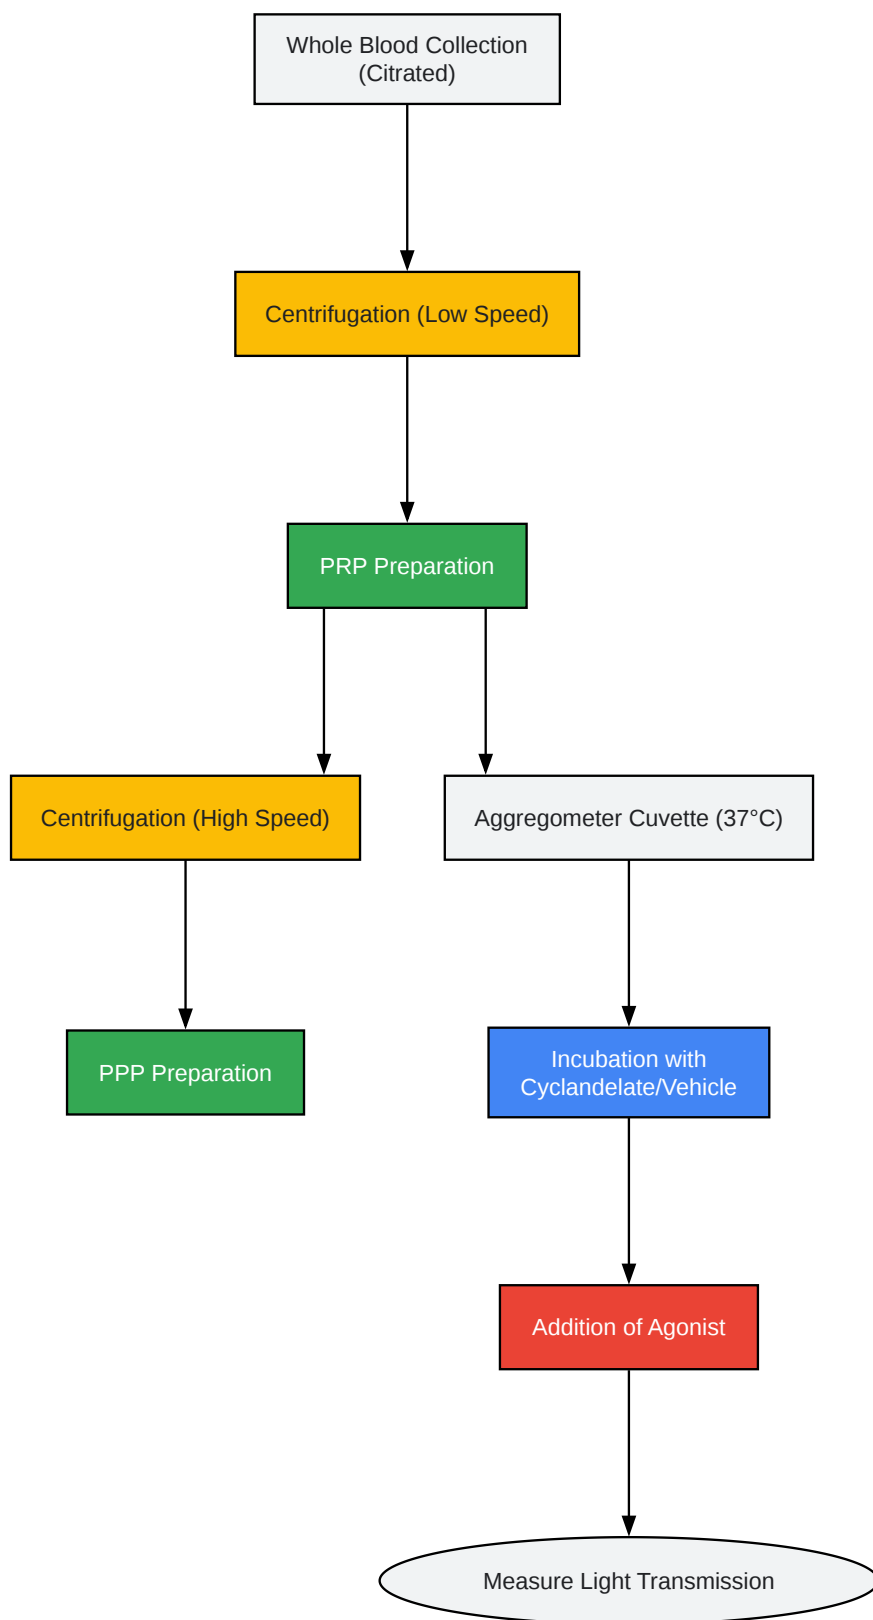 Whole Blood Collection
(Citrated)
Centrifugation (Low Speed)
PRP Preparation
Centrifugation (High Speed)
Aggregometer Cuvette (37°C)
PPP Preparation
Incubation with
Cyclandelate/Vehicle
Addition of Agonist
Measure Light Transmission